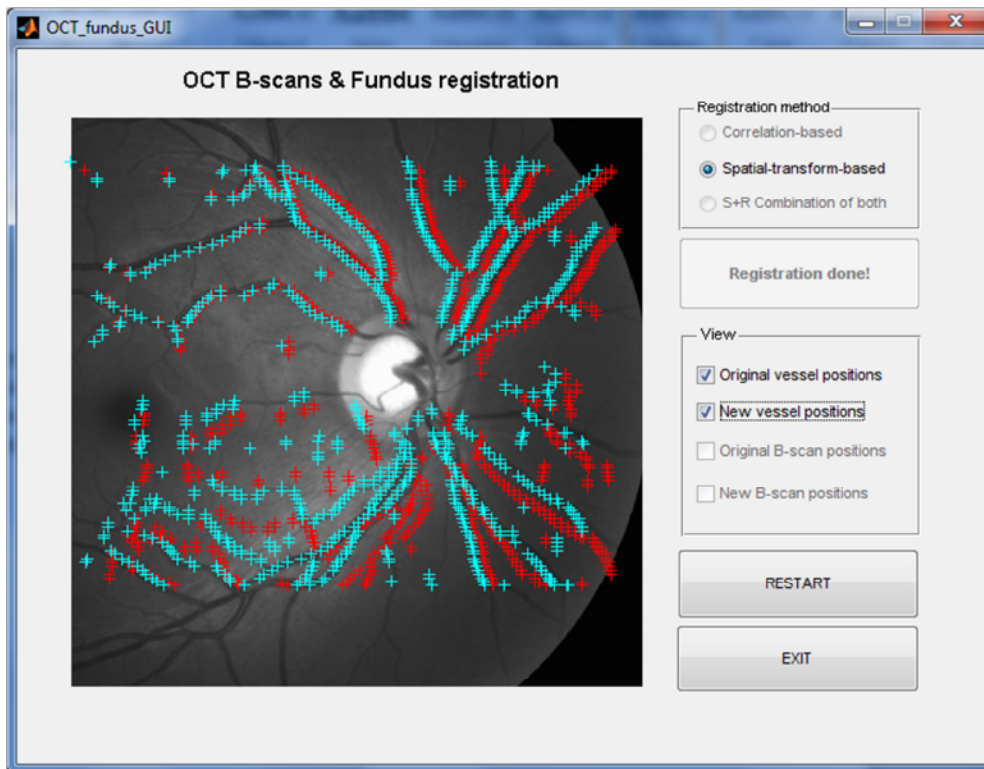 OCT_fundus_GUI
OCT B-scans & Fundus registration
Registration method
Correlation-based
Spatial-transform-based
S+R Combination of both
Registration done!
View
Original vessel positions
New vessel positions
Original B-scan positions
New B-scan positions
RESTART
EXIT